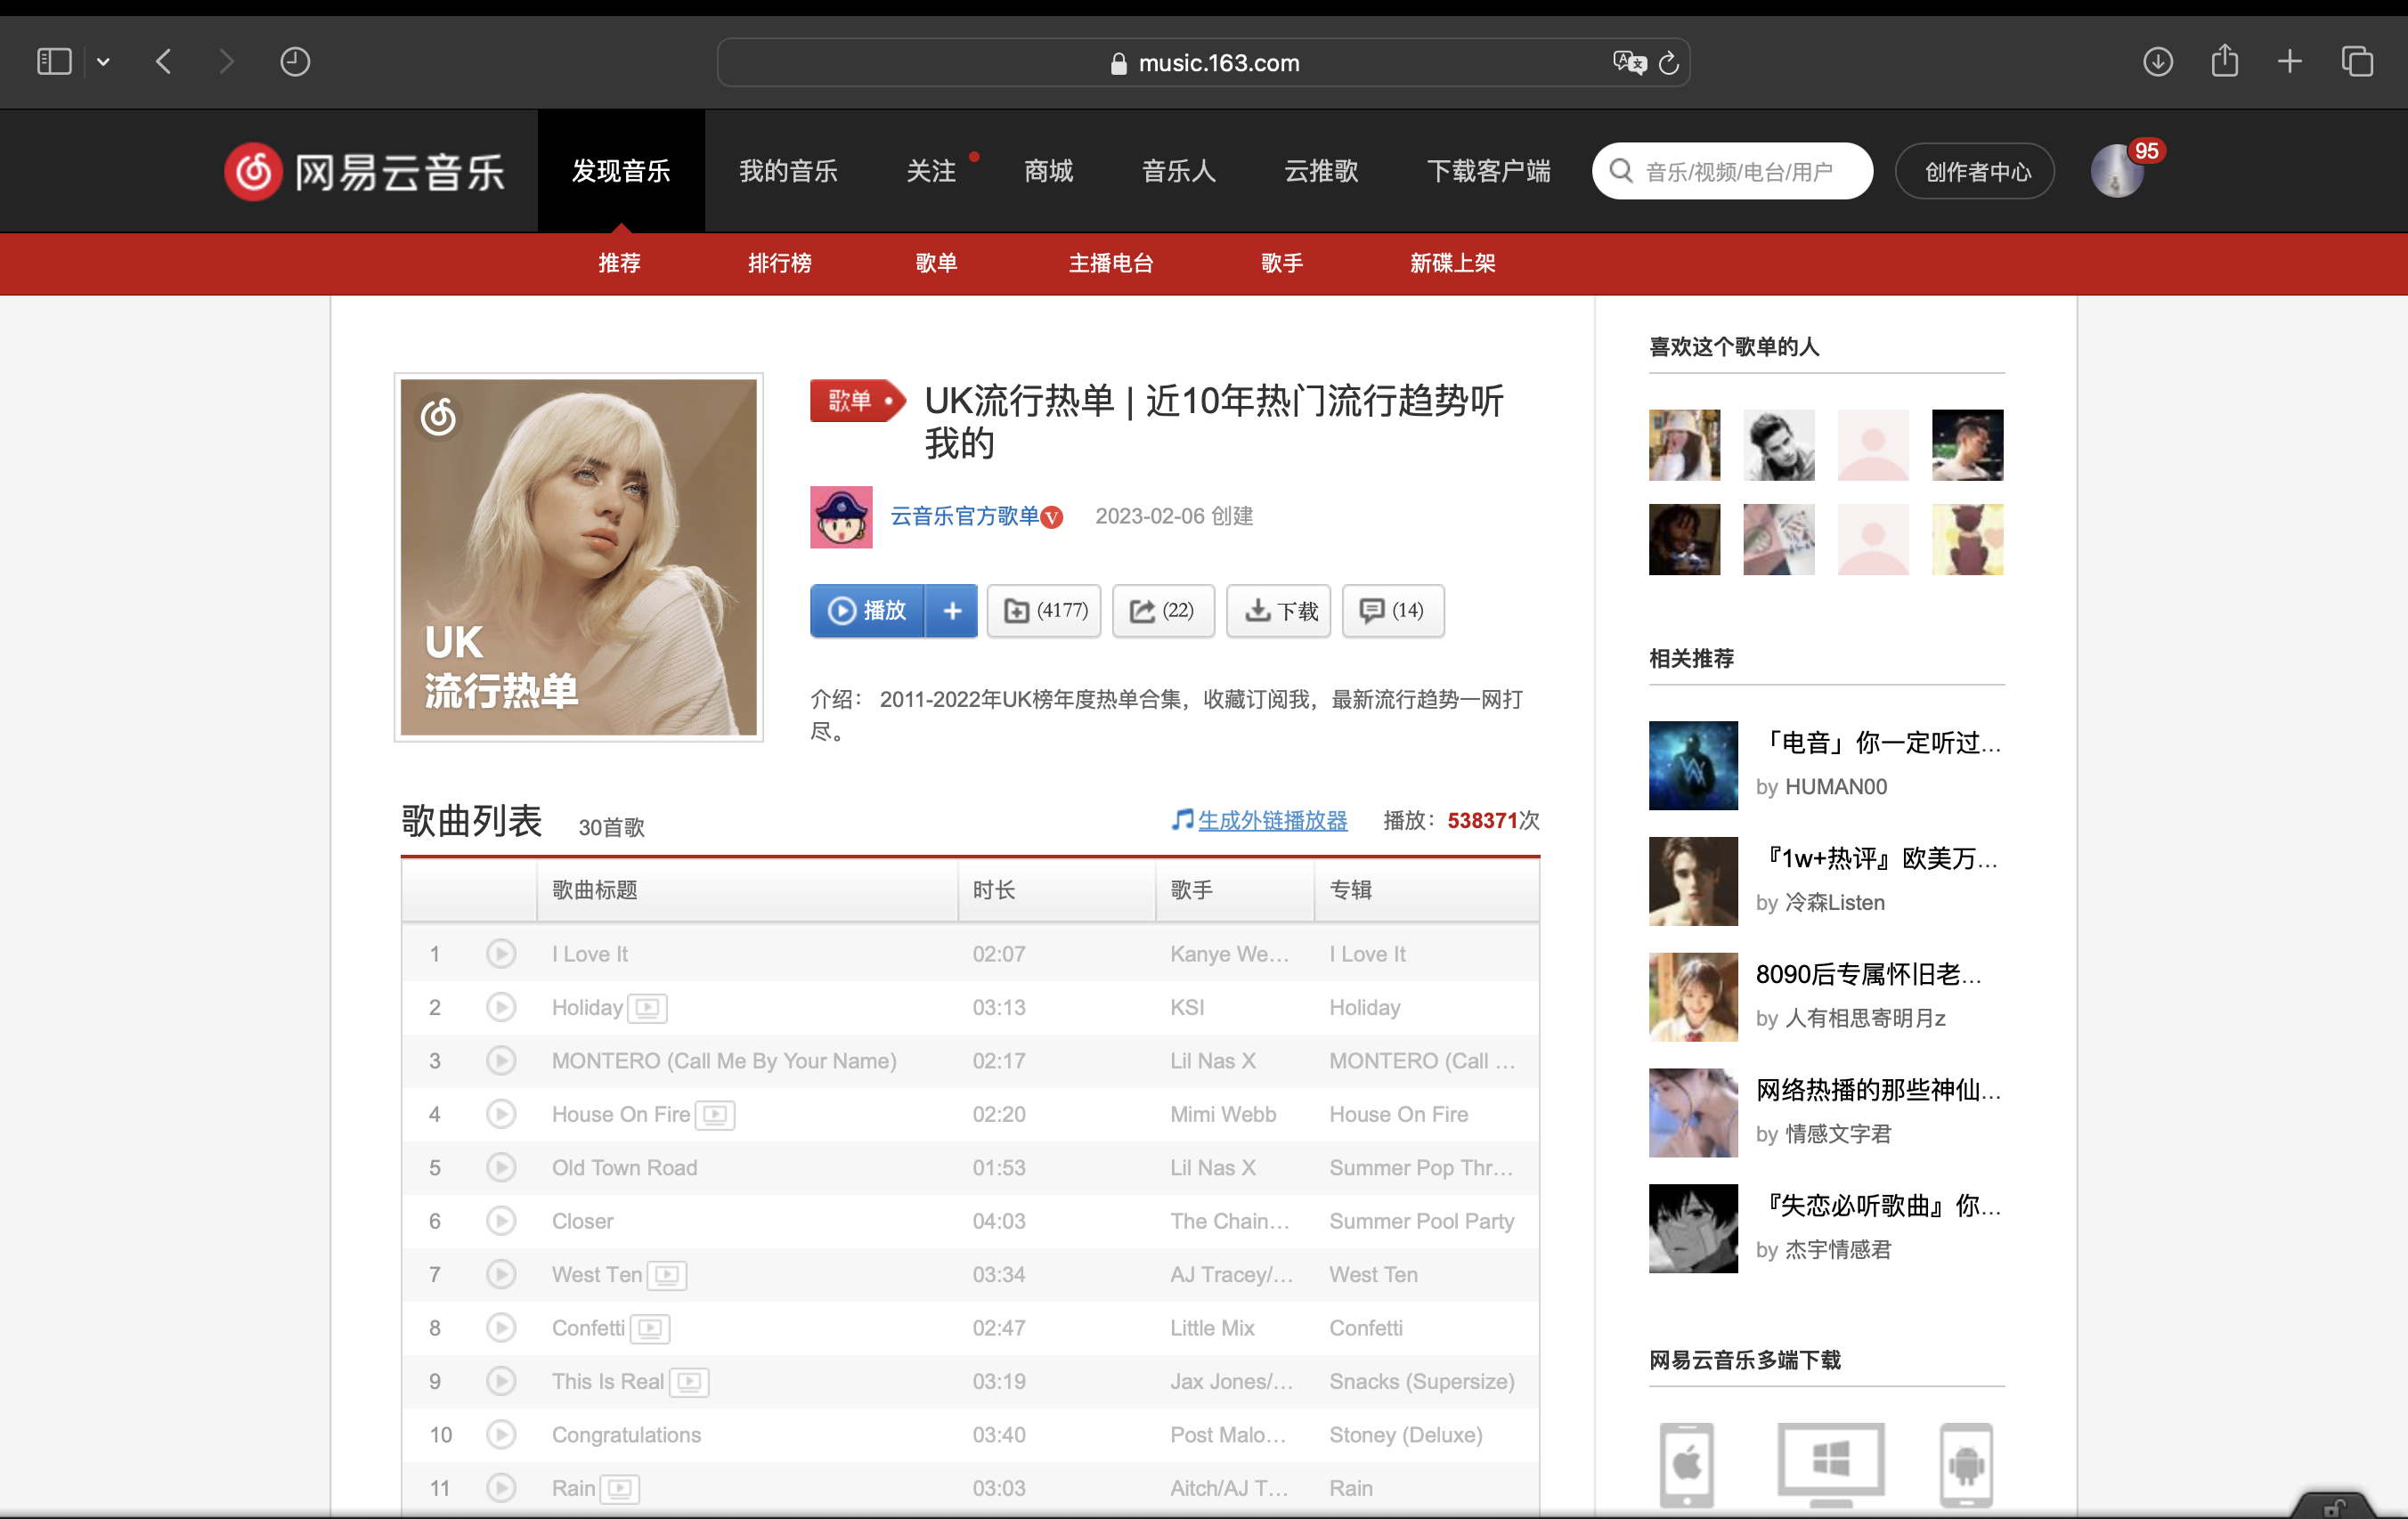 music.163.com
网易云音乐
发现音乐
我的音乐
关注
商城
音乐人
云推歌
下载客户端
音乐/视频/电台/用户
创作者中心
95
推荐
排行榜
歌单
主播电台
歌手
新碟上架
UK
流行热单
歌单
UK流行热单 | 近10年热门流行趋势听
我的
云音乐官方歌单 V
2023-02-06 创建
播放
+
(4177)
(22)
下载
(14)
介绍： 2011-2022年UK榜年度热单合集，收藏订阅我，最新流行趋势一网打
尽。
歌曲列表 30首歌
生成外链播放器
播放：538371次
歌曲标题 时长 歌手 专辑
1 I Love It 02:07 Kanye We... I Love It
2 Holiday 03:13 KSI Holiday
3 MONTERO (Call Me By Your Name) 02:17 Lil Nas X MONTERO (Call ...
4 House On Fire 02:20 Mimi Webb House On Fire
5 Old Town Road 01:53 Lil Nas X Summer Pop Thr...
6 Closer 04:03 The Chain... Summer Pool Party
7 West Ten 03:34 AJ Tracey/... West Ten
8 Confetti 02:47 Little Mix Confetti
9 This Is Real 03:19 Jax Jones/... Snacks (Supersize)
10 Congratulations 03:40 Post Malo... Stoney (Deluxe)
11 Rain 03:03 Aitch/AJ T... Rain
喜欢这个歌单的人
相关推荐
「电音」你一定听过...
by HUMAN00
『1w+热评』欧美万...
by 冷森Listen
8090后专属怀旧老...
by 人有相思寄明月z
网络热播的那些神仙...
by 情感文字君
『失恋必听歌曲』你...
by 杰宇情感君
网易云音乐多端下载